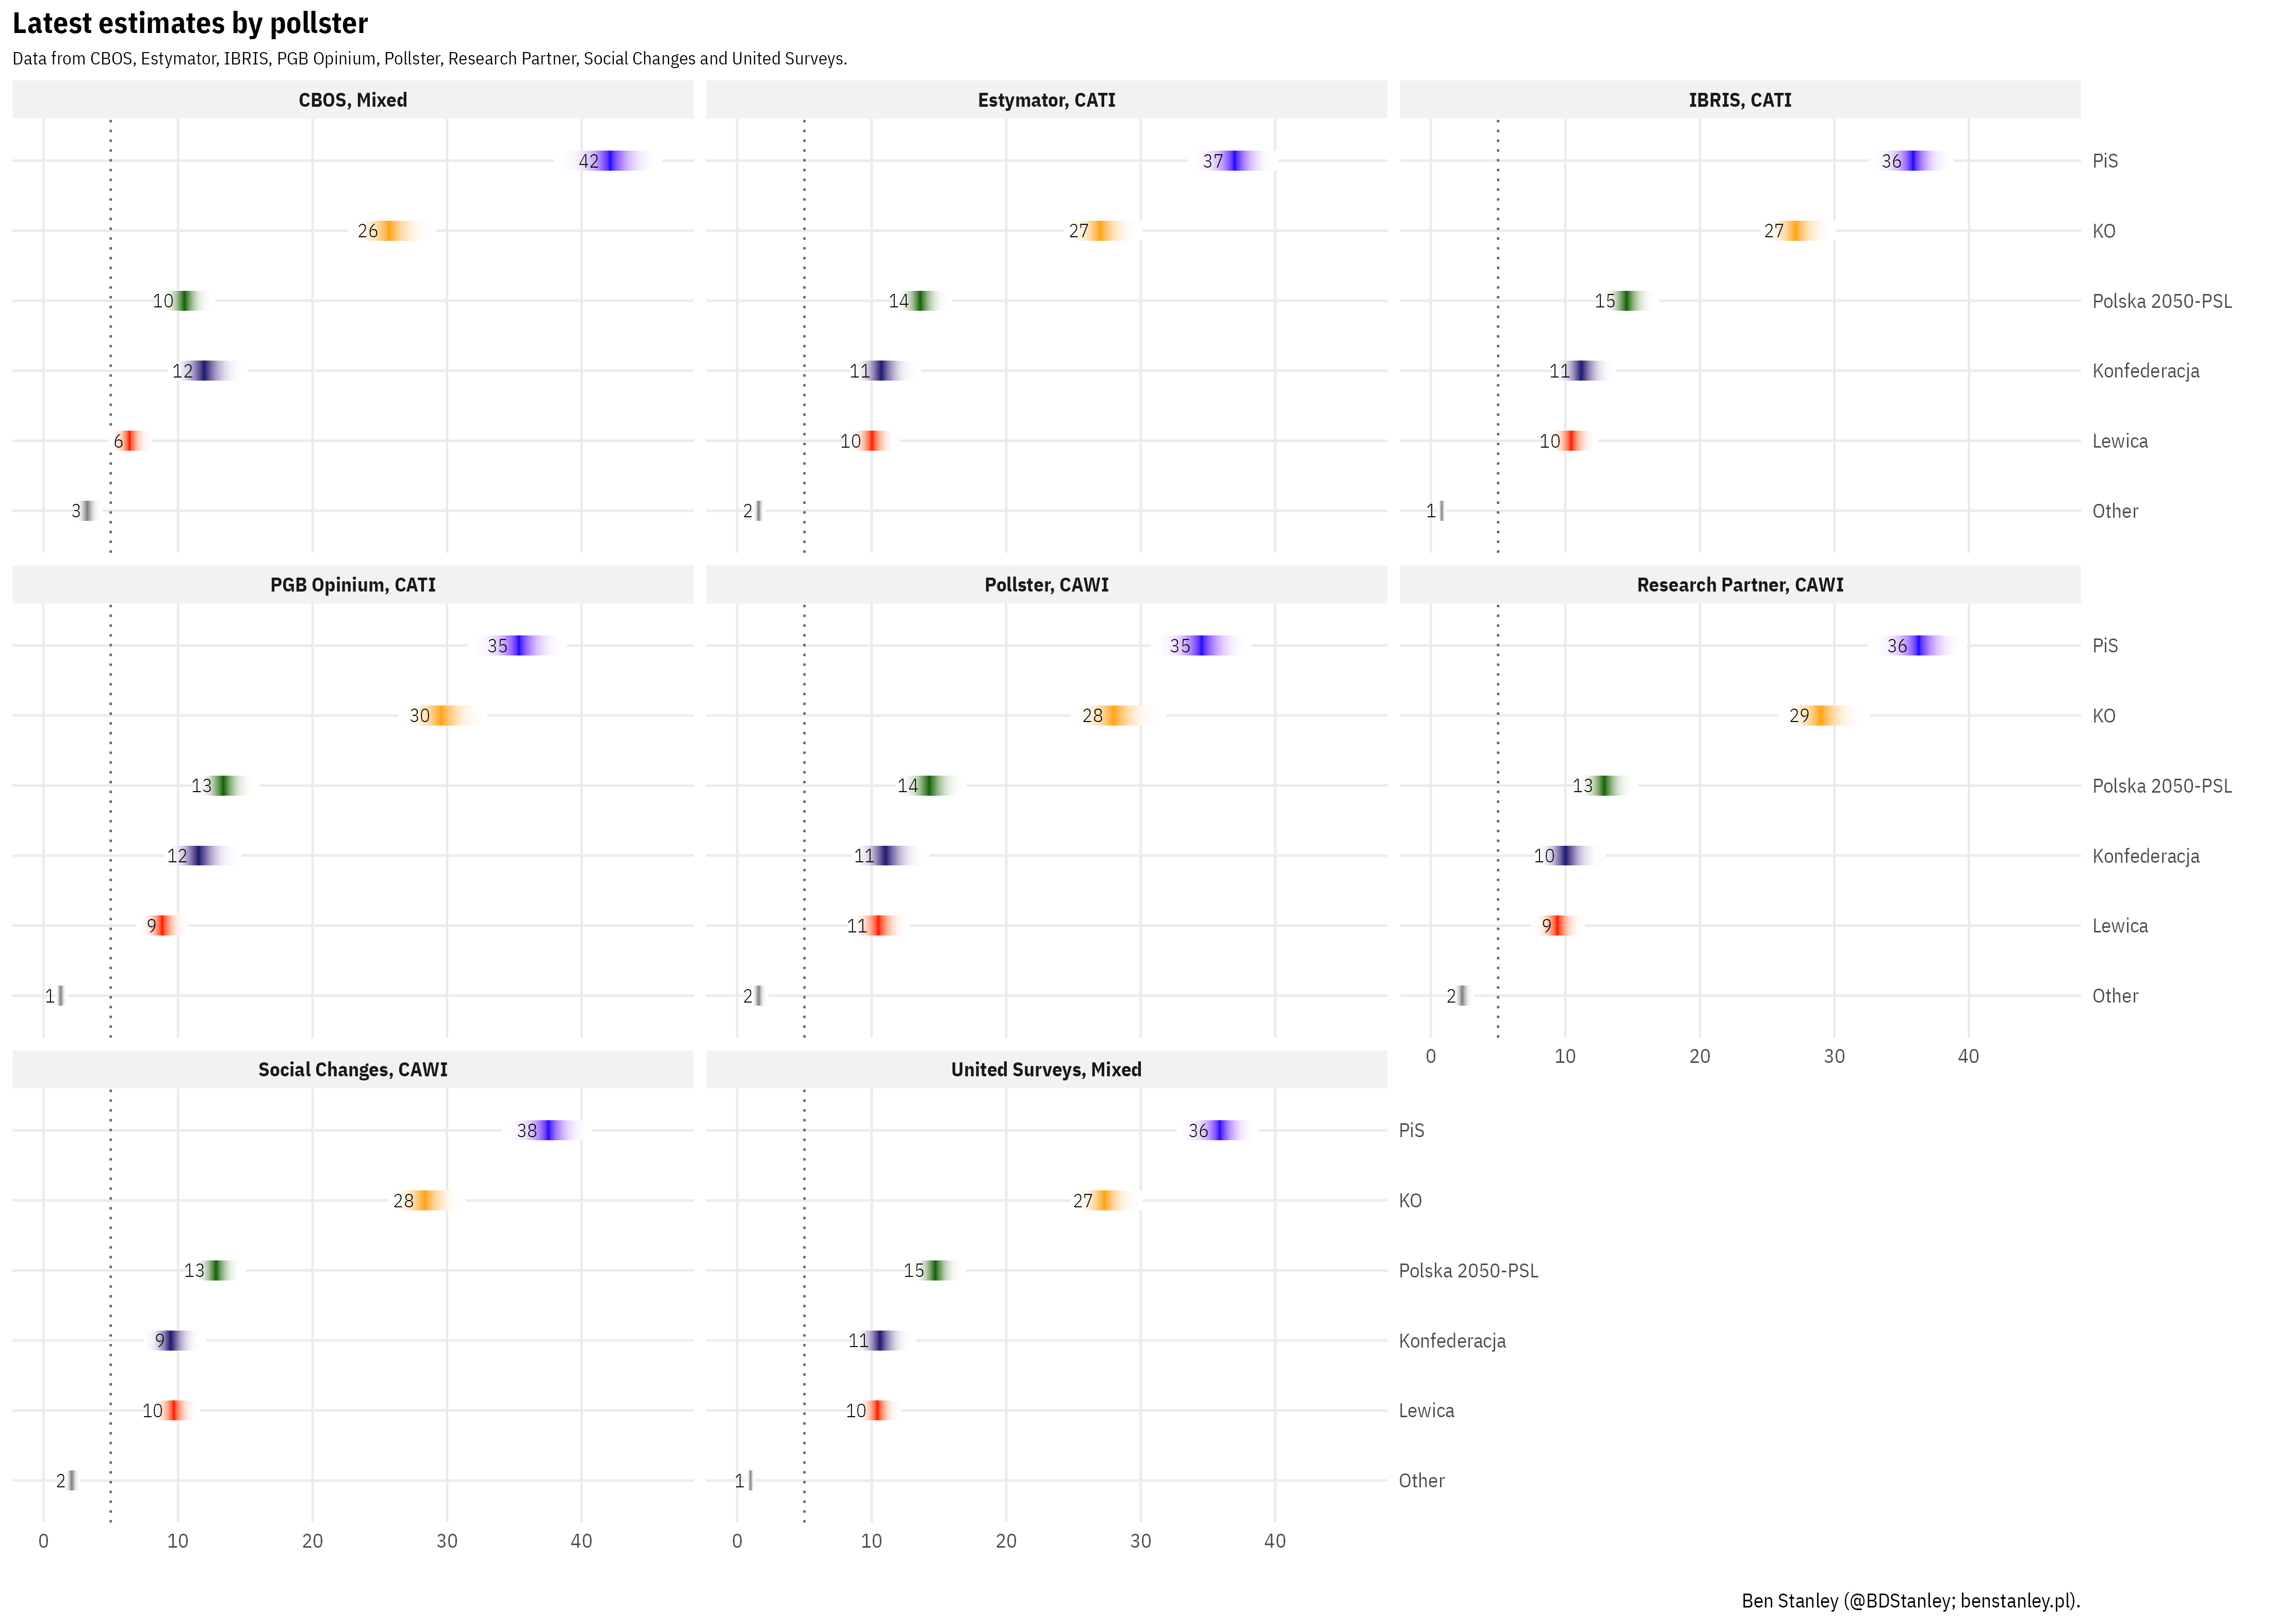 Latest estimates by pollster
Data from CBOS, Estymator, IBRIS, PGB Opinium, Pollster, Research Partner, Social Changes and United Surveys.
CBOS, Mixed
Estymator, CATI
IBRIS, CATI
42
37
36
PiS
26
27
27
KO
10
14
15
Polska 2050-PSL
12
11
11
Konfederacja
6
10
10
Lewica
3
2
1
Other
PGB Opinium, CATI
Pollster, CAWI
Research Partner, CAWI
35
35
36
PiS
30
28
29
KO
13
14
13
Polska 2050-PSL
12
11
10
Konfederacja
9
11
9
Lewica
1
2
2
Other
0 10 20 30 40
Social Changes, CAWI
United Surveys, Mixed
38
36
PiS
28
27
KO
13
15
Polska 2050-PSL
9
11
Konfederacja
10
10
Lewica
2
1
Other
0 10 20 30 40
0 10 20 30 40
Ben Stanley (@BDStanley; benstanley.pl).